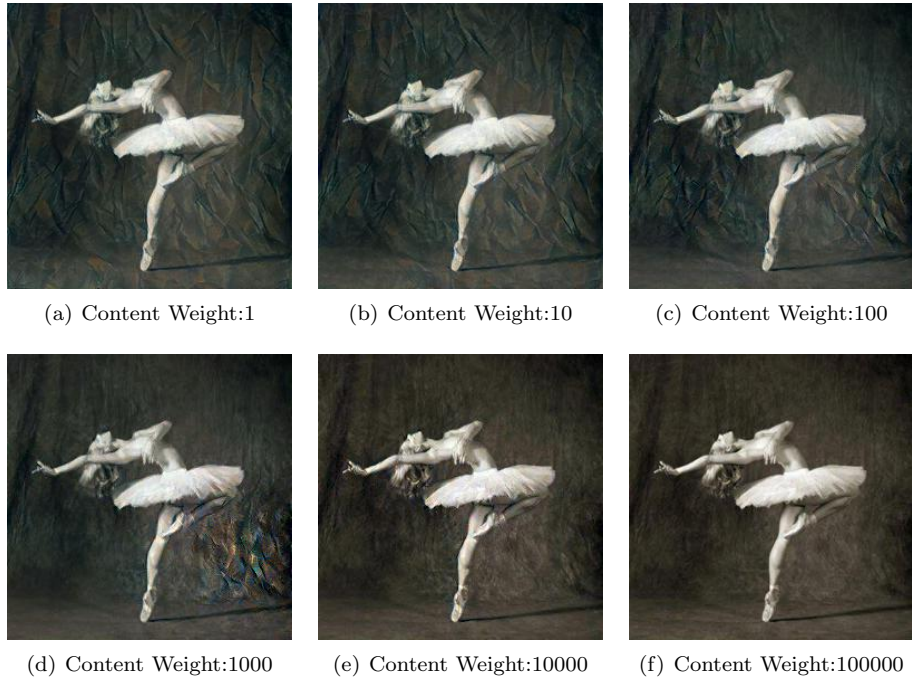 (a) Content Weight:1
(b) Content Weight:10
(c) Content Weight:100
(d) Content Weight:1000
(e) Content Weight:10000
(f) Content Weight:100000